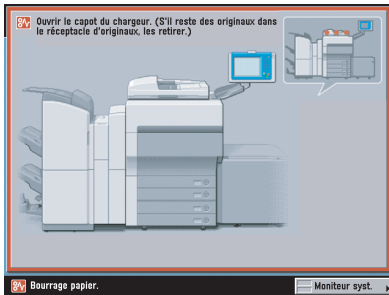 Ouvrir le capot du chargeur. (S'il reste des originaux dans
le réceptacle d'originaux, les retirer.)
Bourrage papier.
Moniteur syst.